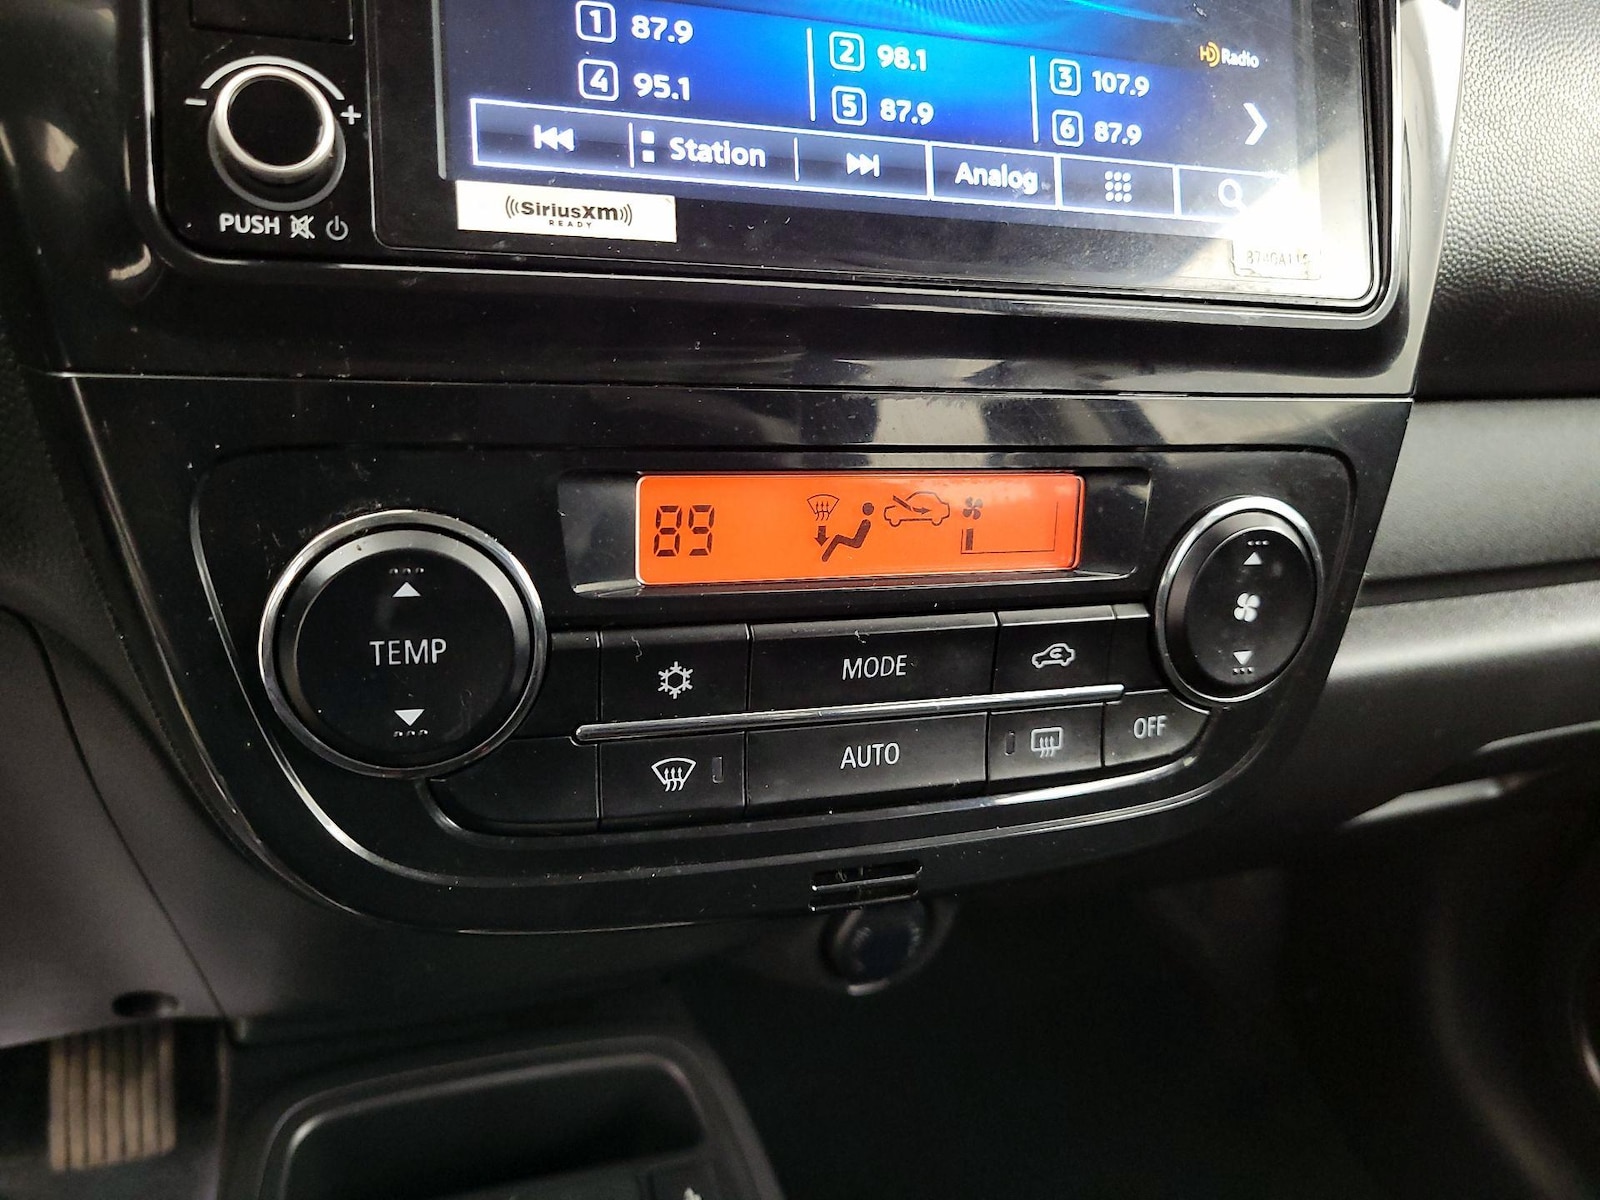 1 87.9
2 98.1
3 107.9
HD Radio
4 95.1
5 87.9
6 87.9
Station
Analog
((SiriusXM))
READY
- +
PUSH
89
TEMP
MODE
AUTO
OFF